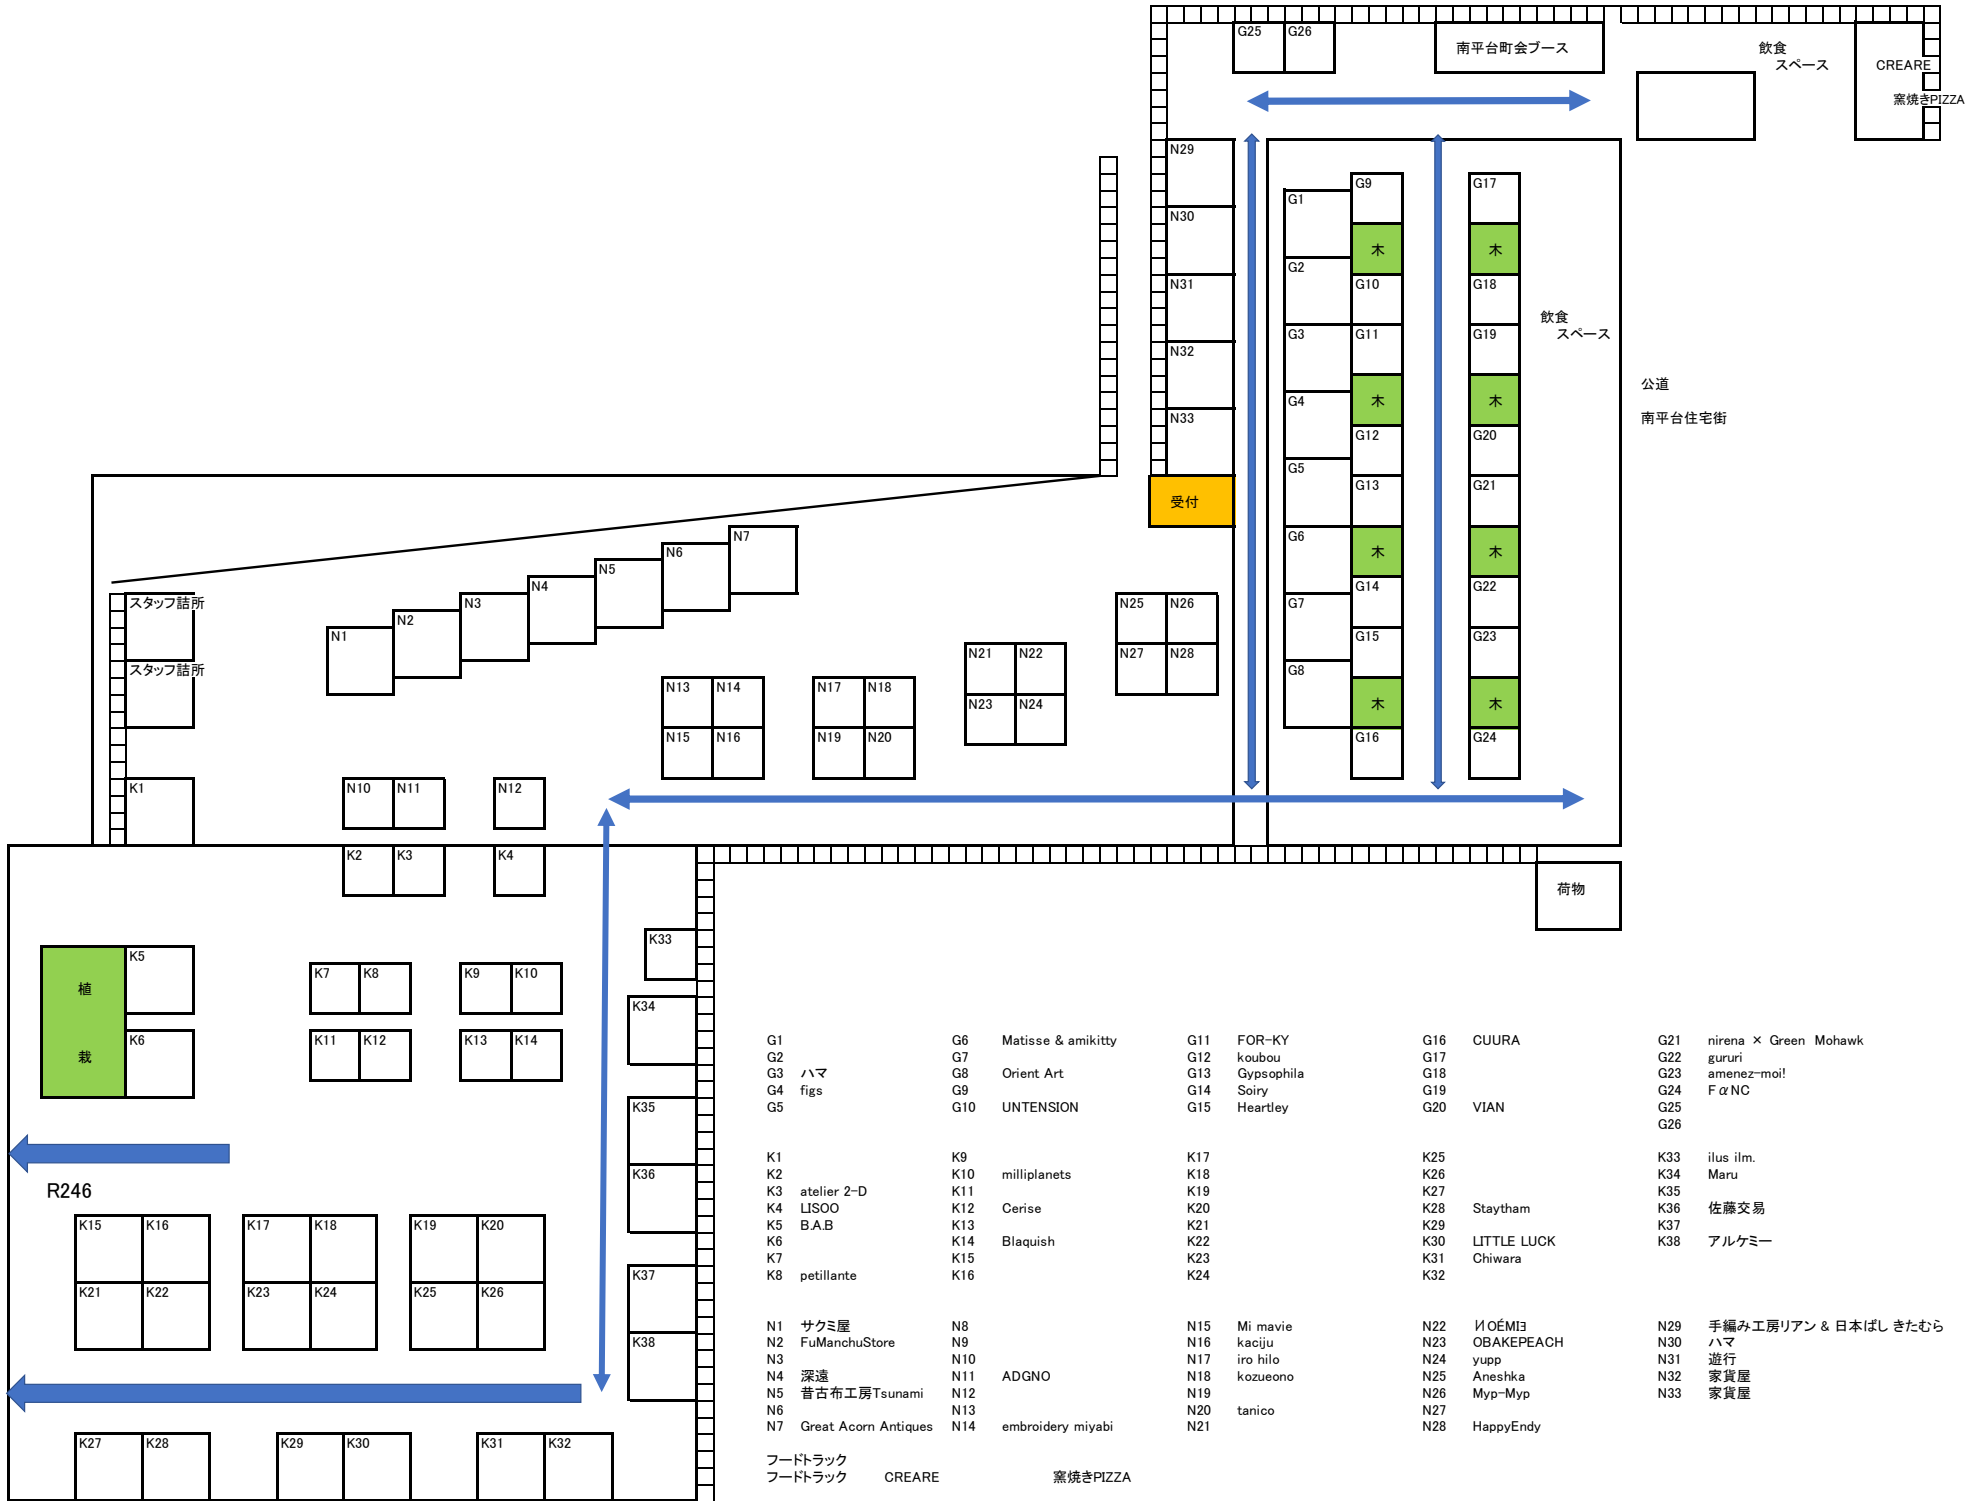 G25 G26
南平台町会ブース
飲食
スペース
CREARE
窯焼きPIZZA
N29
G9 G17
G1
N30
木 木
G2
N31 G10 G18
飲食
スペース
G3 G11 G19
N32
公道
G4 木 木
N33
南平台住宅街
G12 G20
G5
受付 G13 G21
N7
G6
N6 木 木
N5
N4 G14 G22
スタッフ詰所 N3 N25 N26 G7
N2
N1 G15 G23
N21 N22 N27 N28
スタッフ詰所 G8
N13 N14 N17 N18
N23 N24 木 木
N15 N16 N19 N20 G16 G24
K1 N10 N11 N12
K2 K3 K4
荷物
K33
K5
K7 K8 K9 K10
植
K34
K6 K11 K12 K13 K14
栽
K35
K36
R246
K15 K16 K17 K18 K19 K20
K37
K21 K22 K23 K24 K25 K26
K38
K27 K28 K29 K30 K31 K32
G1 G6 Matisse & amikitty G11 FOR-KY G16 CUURA G21 nirena × Green Mohawk
G2 G7 G12 koubou G17 G22 gururi
G3 ハマ G8 Orient Art G13 Gypsophila G18 G23 amenez-moi!
G4 figs G9 G14 Soiry G19 G24 FαNC
G5 G10 UNTENSION G15 Heartley G20 VIAN G25
G26
K1 K9 K17 K25 K33 ilus ilm.
K2 K10 milliplanets K18 K26 K34 Maru
K3 atelier 2-D K11 K19 K27 K35
K4 LISOO K12 Cerise K20 K28 Staytham K36 佐藤交易
K5 B.A.B K13 K21 K29 K37
K6 K14 Blaquish K22 K30 LITTLE LUCK K38 アルケミー
K7 K15 K23 K31 Chiwara
K8 petillante K16 K24 K32
N1 サクミ屋 N8 N15 Mi mavie N22 ИOÉMIƎ N29 手編み工房リアン & 日本ばし きたむら
N2 FuManchuStore N9 N16 kaciju N23 OBAKEPEACH N30 ハマ
N3 N10 N17 iro hilo N24 yupp N31 遊行
N4 深遠 N11 ADGNO N18 kozueono N25 Aneshka N32 家貨屋
N5 昔古布工房Tsunami N12 N19 N26 Myp-Myp N33 家貨屋
N6 N13 N20 tanico N27
N7 Great Acorn Antiques N14 embroidery miyabi N21 N28 HappyEndy
フードトラック
フードトラック CREARE 窯焼きPIZZA